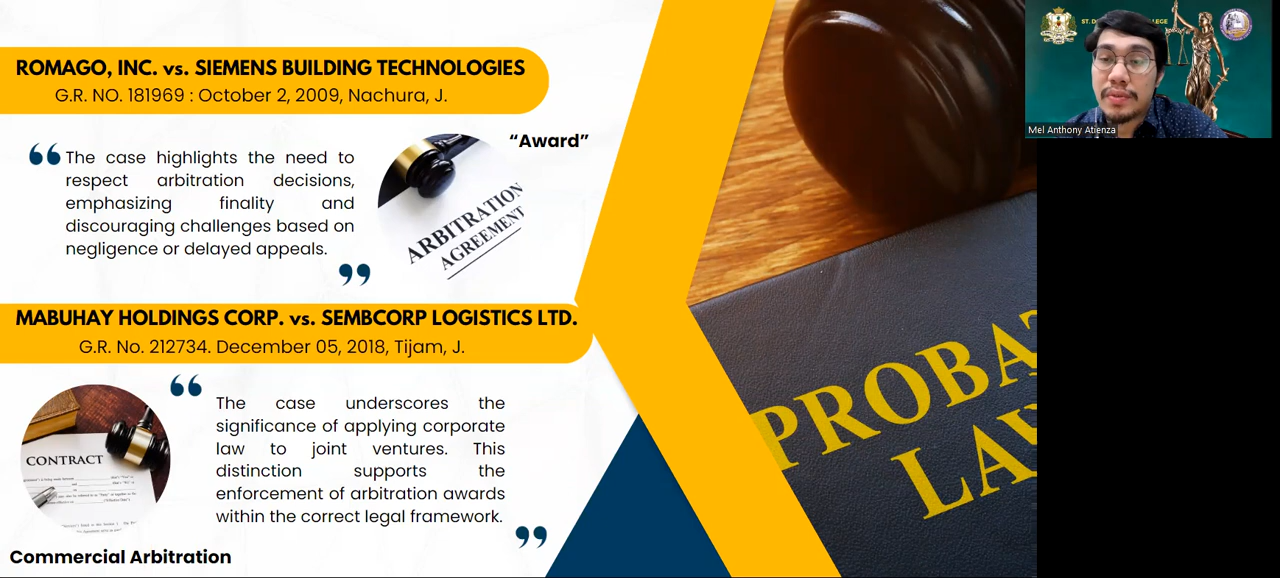 ROMAGO, INC. vs. SIEMENS BUILDING TECHNOLOGIES
G.R. NO. 181969 : October 2, 2009, Nachura, J.
“Award”
“The case highlights the need to
respect arbitration decisions,
emphasizing finality and
discouraging challenges based on
negligence or delayed appeals.”
ARBITRATION
AGREEMENT
MABUHAY HOLDINGS CORP. vs. SEMBCORP LOGISTICS LTD.
G.R. No. 212734. December 05, 2018, Tijam, J.
“The case underscores the
significance of applying corporate
law to joint ventures. This
distinction supports the
enforcement of arbitration awards
within the correct legal framework.”
CONTRACT
Commercial Arbitration
PROBA
LAW
ST. D
Mel Anthony Atienza